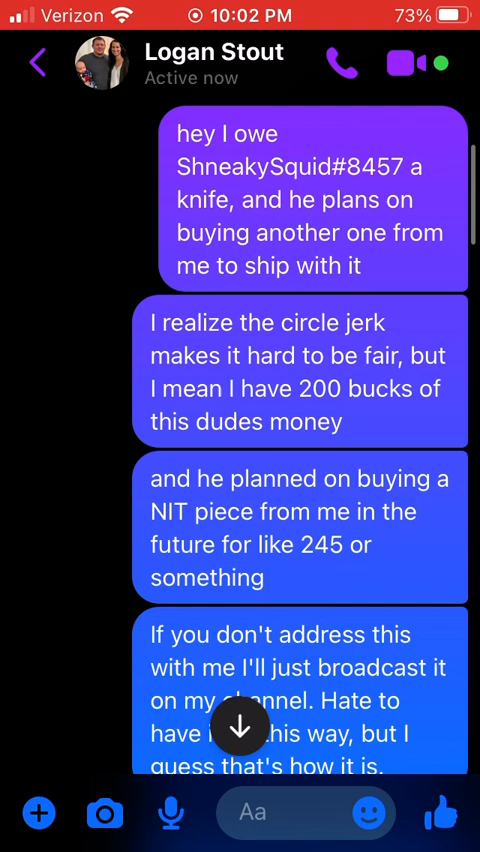 Verizon 10:02 PM 73%
Logan Stout
Active now
hey I owe
ShneakySquid#8457 a
knife, and he plans on
buying another one from
me to ship with it
I realize the circle jerk
makes it hard to be fair, but
I mean I have 200 bucks of
this dudes money
and he planned on buying a
NIT piece from me in the
future for like 245 or
something
If you don't address this
with me I'll just broadcast it
on my channel. Hate to
have this way, but I
guess that's how it is.
Aa